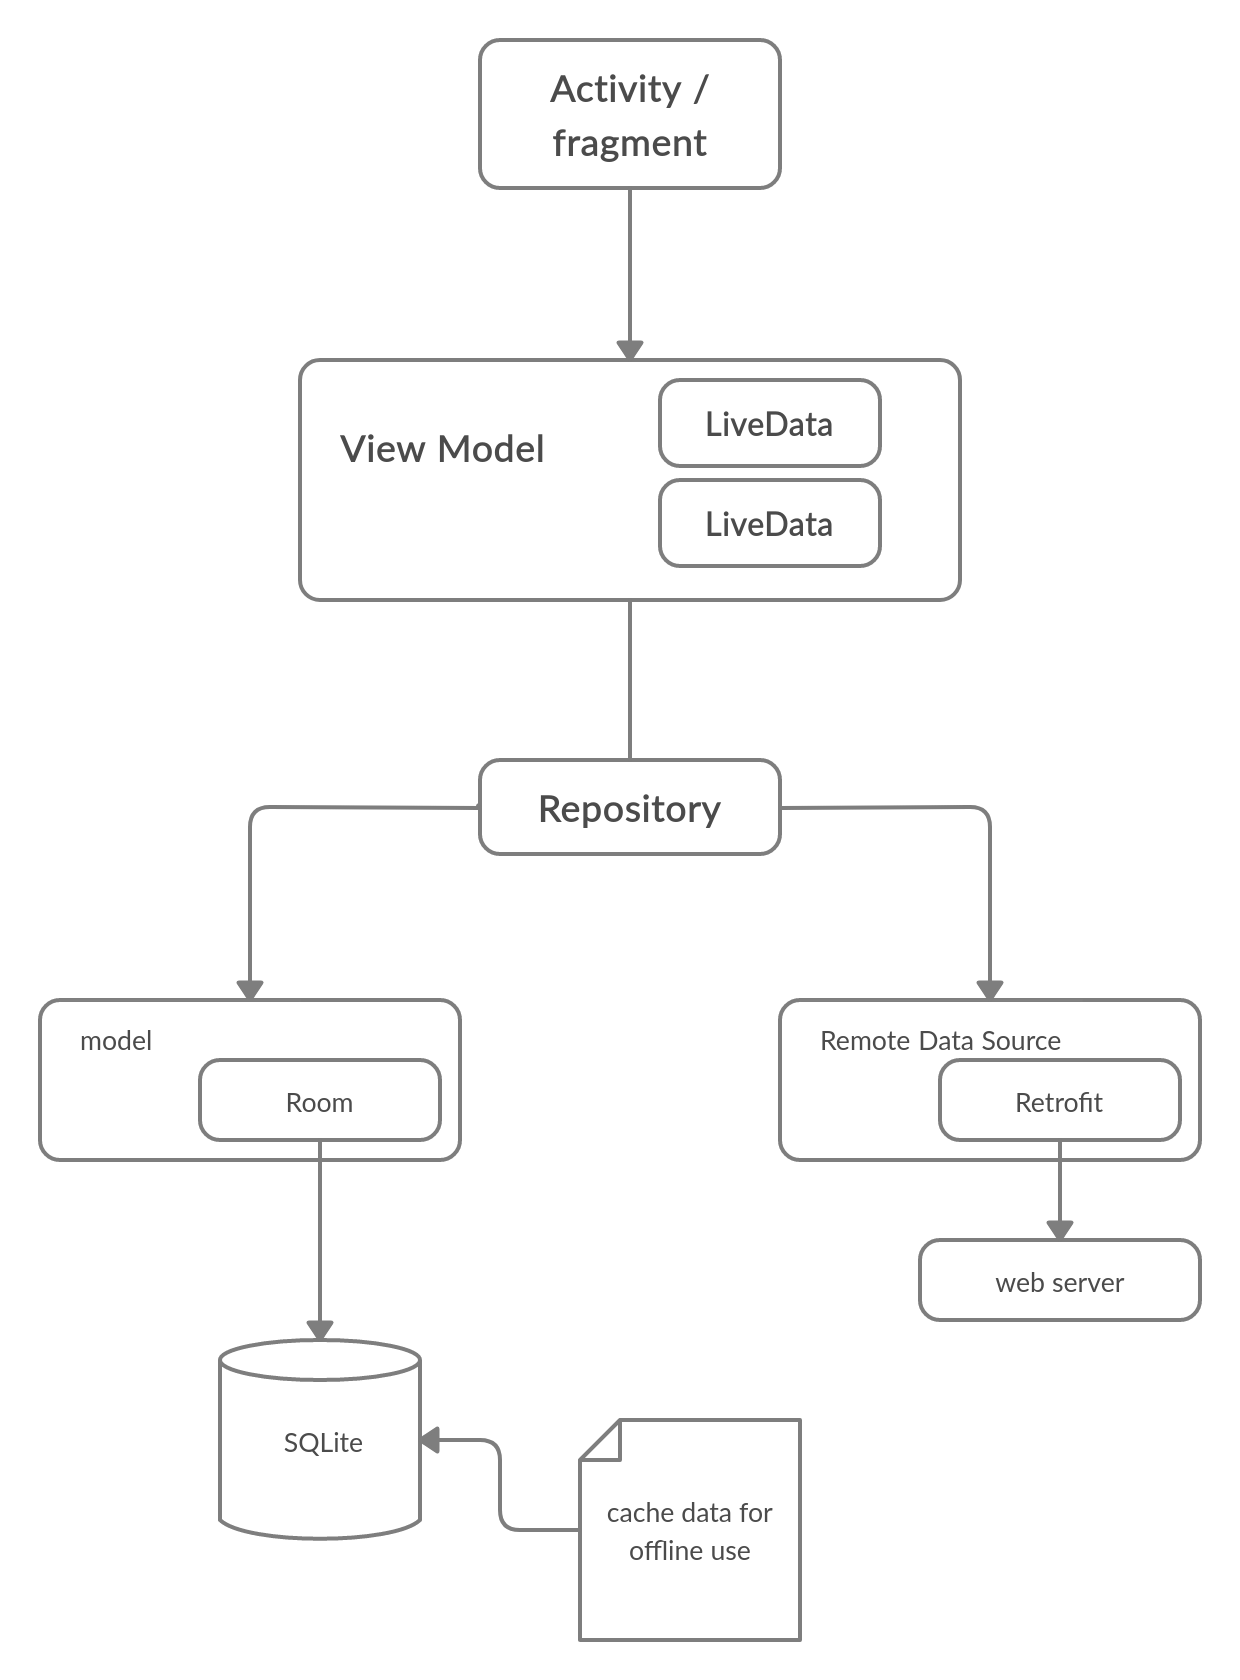 Activity /
fragment
View Model
LiveData
LiveData
Repository
model
Room
Remote Data Source
Retrofit
web server
SQLite
cache data for
offline use